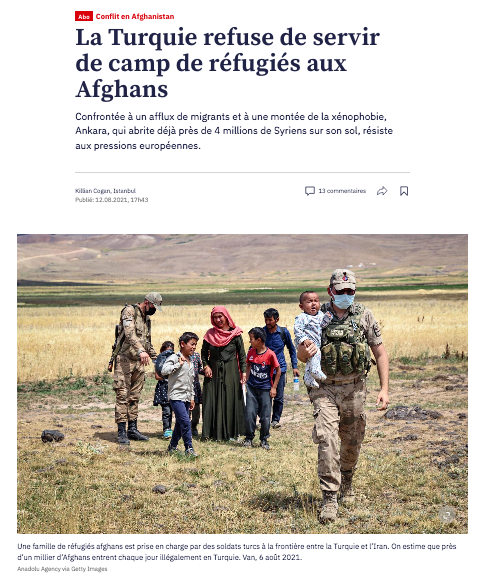 Abo Conflit en Afghanistan
La Turquie refuse de servir
de camp de réfugiés aux
Afghans
Confrontée à un afflux de migrants et à une montée de la xénophobie,
Ankara, qui abrite déjà près de 4 millions de Syriens sur son sol, résiste
aux pressions européennes.
Killian Cogan, Istanbul
Publié: 12.08.2021, 17h43
13 commentaires
Une famille de réfugiés afghans est prise en charge par des soldats turcs à la frontière entre la Turquie et l'Iran. On estime que près
d'un millier d'Afghans entrent chaque jour illégalement en Turquie. Van, 6 août 2021.
Anadolu Agency via Getty Images